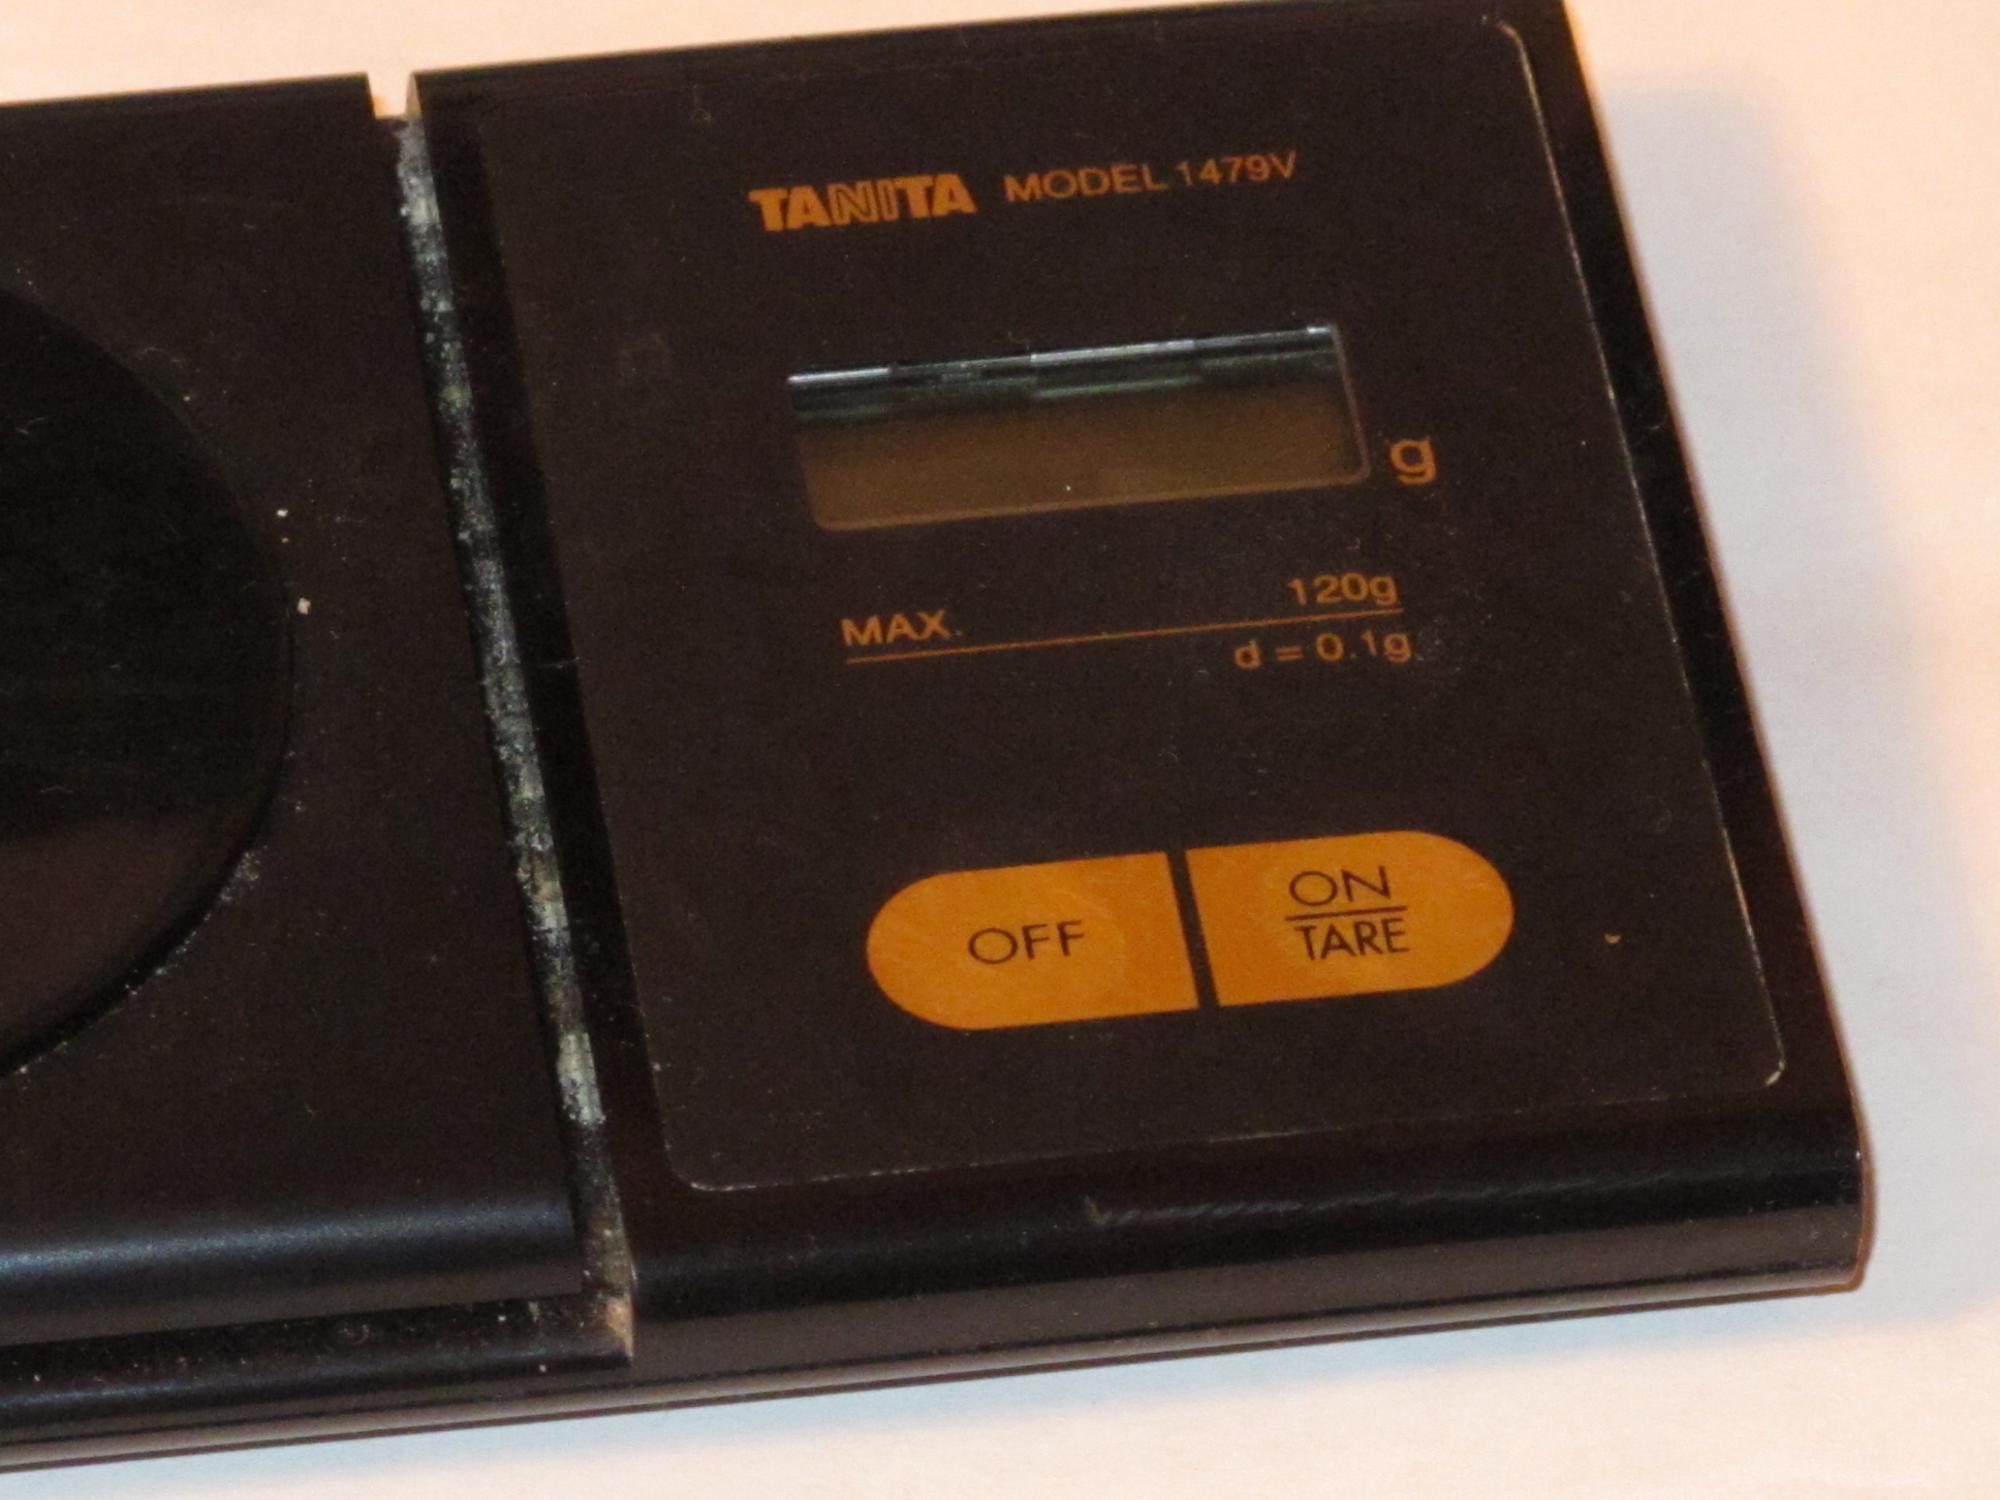 TANITA MODEL 1479V
g
MAX. 120g
d = 0.1g
OFF
ON
TARE